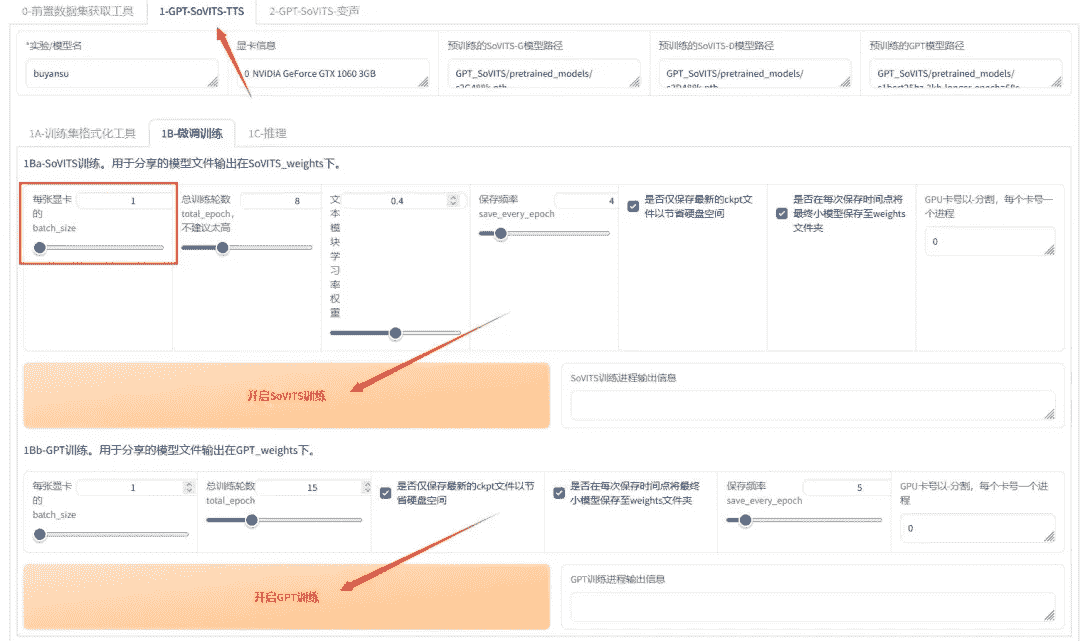 0-前置数据集获取工具
1-GPT-SoVITS-TTS
2-GPT-SoVITS-变声
*实验/模型名
显卡信息
预训练的SoVITS-G模型路径
预训练的SoVITS-D模型路径
预训练的GPT模型路径
buyansu
0 NVIDIA GeForce GTX 1060 3GB
GPT_SoVITS/pretrained_models/
s2G488k.pth
GPT_SoVITS/pretrained_models/
s2D488k.pth
GPT_SoVITS/pretrained_models/
1A-训练集格式化工具
1B-微调训练
1C-推理
1Ba-SoVITS训练。用于分享的模型文件输出在SoVITS_weights下。
每张显卡
的
batch_size
1
总训练轮数
total_epoch,
不建议太高
8
文
本
模
块
学
习
率
权
重
0.4
保存频率
save_every_epoch
4
是否仅保存最新的ckpt文
件以节省硬盘空间
是否在每次保存时间点将
最终小模型保存至weights
文件夹
GPU卡号以-分割，每个卡号一
个进程
0
开启SoVITS训练
SoVITS训练进程输出信息
1Bb-GPT训练。用于分享的模型文件输出在GPT_weights下。
每张显卡
的
batch_size
1
总训练轮数
total_epoch
15
是否仅保存最新的ckpt文件以节
省硬盘空间
是否在每次保存时间点将最终
小模型保存至weights文件夹
保存频率
save_every_epoch
5
GPU卡号以-分割，每个卡号一个进
程
0
开启GPT训练
GPT训练进程输出信息